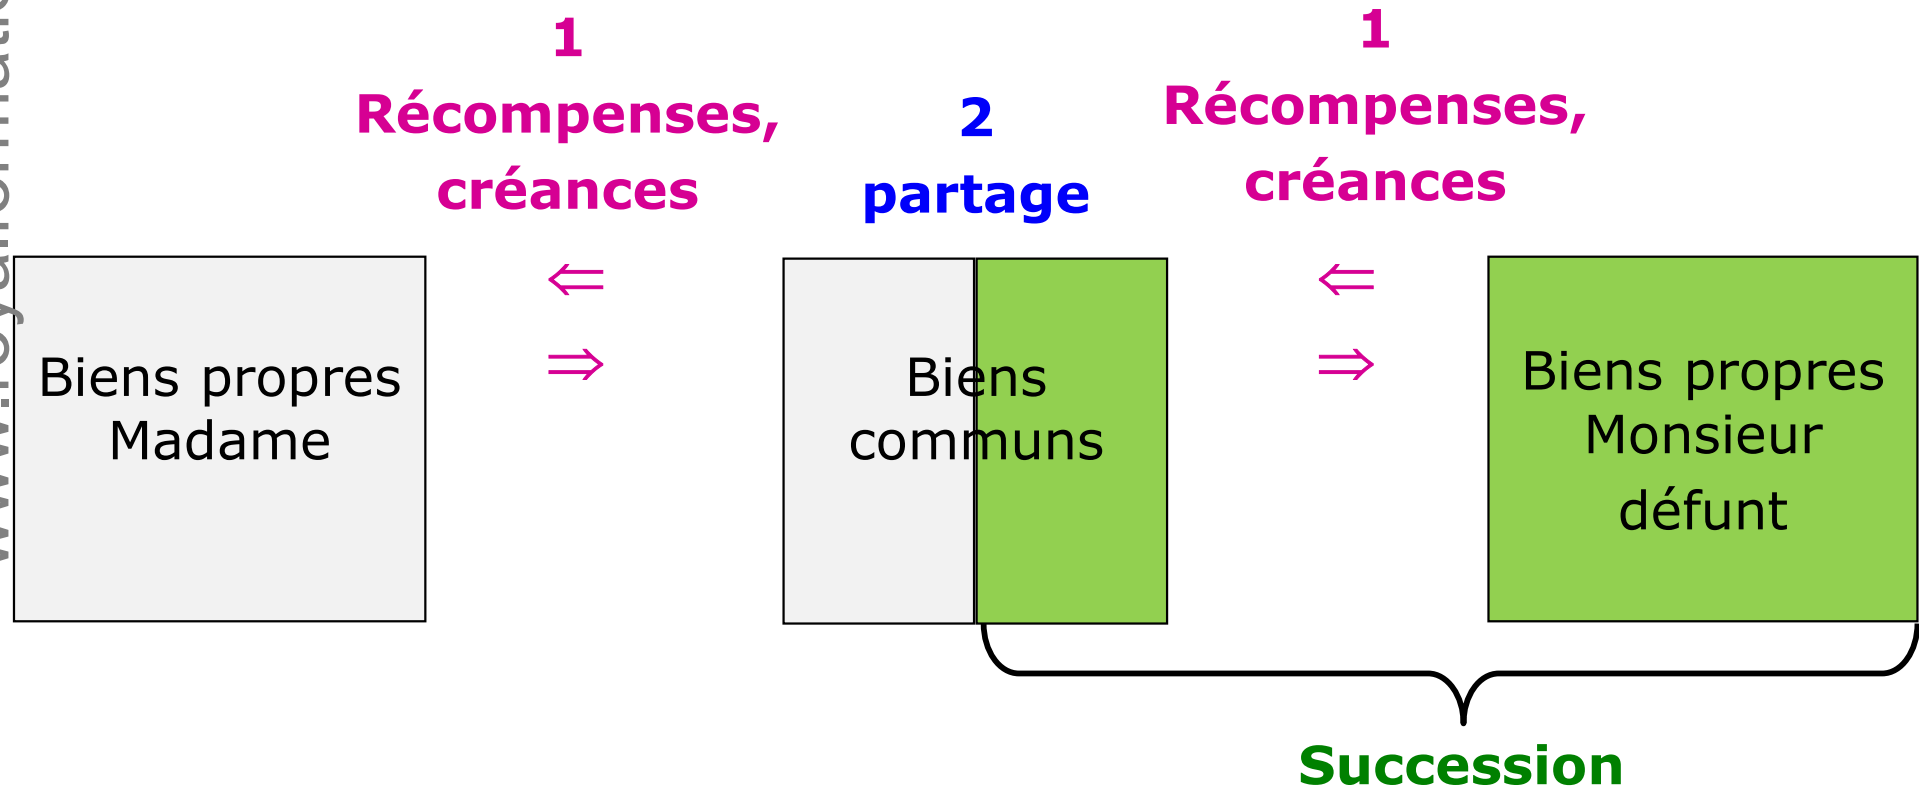 1
Récompenses,
créances
2
partage
1
Récompenses,
créances
Biens propres
Madame
Biens
communs
Biens propres
Monsieur
défunt
Succession